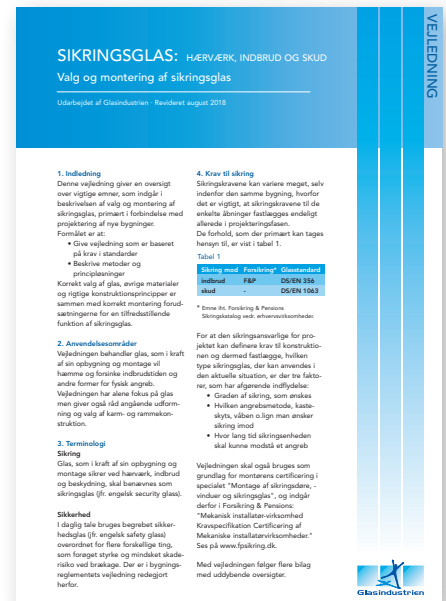 VEJLEDNING
SIKRINGSGLAS: HÆRVÆRK, INDBRUD OG SKUD
Valg og montering af sikringsglas
Udarbejdet af Glasindustrien · Revideret august 2018
1. Indledning
Denne vejledning giver en oversigt
over vigtige emner, som indgår i
beskrivelsen af valg og montering af
sikringsglas, primært i forbindelse med
projektering af nye bygninger.
Formålet er at:
• Give vejledning som er baseret
på krav i standarder
• Beskrive metoder og
principløsninger
Korrekt valg af glas, øvrige materialer
og rigtige konstruktionsprincipper er
sammen med korrekt montering forud-
sætningerne for en tilfredsstillende
funktion af sikringsglas.
2. Anvendelsesområder
Vejledningen behandler glas, som i kraft
af sin opbygning og montage vil
hæmme og forsinke indbrudstiden og
andre former for fysisk angreb.
Vejledningen har alene fokus på glas
men giver også råd angående udform-
ning og valg af karm- og rammekon-
struktion.
3. Terminologi
Sikring
Glas, som i kraft af sin opbygning og
montage sikrer ved hærværk, indbrud
og beskydning, skal benævnes som
sikringsglas (jfr. engelsk security glass).
Sikkerhed
I daglig tale bruges begrebet sikker-
hedsglas (jfr. engelsk safety glass)
overordnet for flere forskellige ting,
som forøget styrke og mindsket skade-
risiko ved brækage. Der er i bygnings-
reglementets vejledning redegjort
herfor.
4. Krav til sikring
Sikringskravene kan variere meget, selv
indenfor den samme bygning, hvorfor
det er vigtigt, at sikringskravene til de
enkelte åbninger fastlægges endeligt
allerede i projekteringsfasen.
De forhold, som der primært kan tages
hensyn til, er vist i tabel 1.
Tabel 1
Sikring mod Forsikring* Glasstandard
indbrud F&P DS/EN 356
skud - DS/EN 1063
* Emne iht. Forsikring & Pensions
Sikringskatalog vedr. erhvervsvirksomheder.
For at den sikringsansvarlige for pro-
jektet kan definere krav til konstruktio-
nen og dermed fastlægge, hvilken
type sikringsglas, der kan anvendes i
den aktuelle situation, er der tre fakto-
rer, som har afgørende indflydelse:
• Graden af sikring, som ønskes
• Hvilken angrebsmetode, kaste-
skyts, våben o.lign man ønsker
sikring imod
• Hvor lang tid sikringsenheden
skal kunne modstå et angreb
Vejledningen skal også bruges som
grundlag for montørens certificering i
specialet "Montage af sikringsdøre, -
vinduer og sikringsglas", og indgår
derfor i Forsikring & Pensions:
"Mekanisk installatør-virksomhed
Kravspecifikation Certificering af
Mekaniske installatørvirksomheder."
Ses på www.fpsikring.dk.
Med vejledningen følger flere bilag
med uddybende oversigter.
Glasindustrien